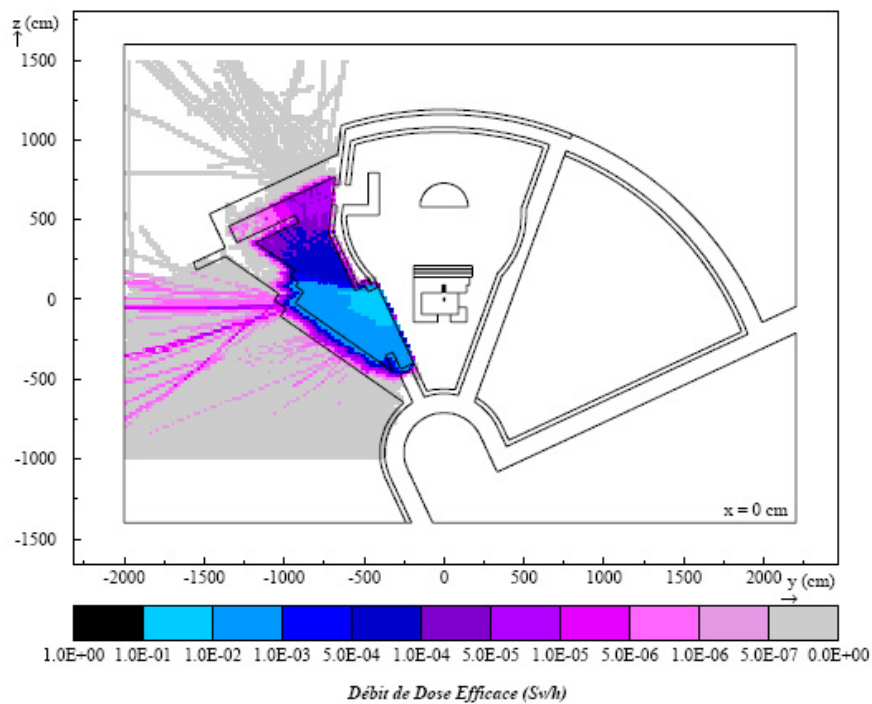 z (cm)
↑
1500
1000
500
0
-500
-1000
-1500
x = 0 cm
-2000 -1500 -1000 -500 0 500 1000 1500 2000 y (cm)
→
1.0E+00 1.0E-01 1.0E-02 1.0E-03 5.0E-04 1.0E-04 5.0E-05 1.0E-05 5.0E-06 1.0E-06 5.0E-07 0.0E+00
Débit de Dose Efficace (Sv/h)